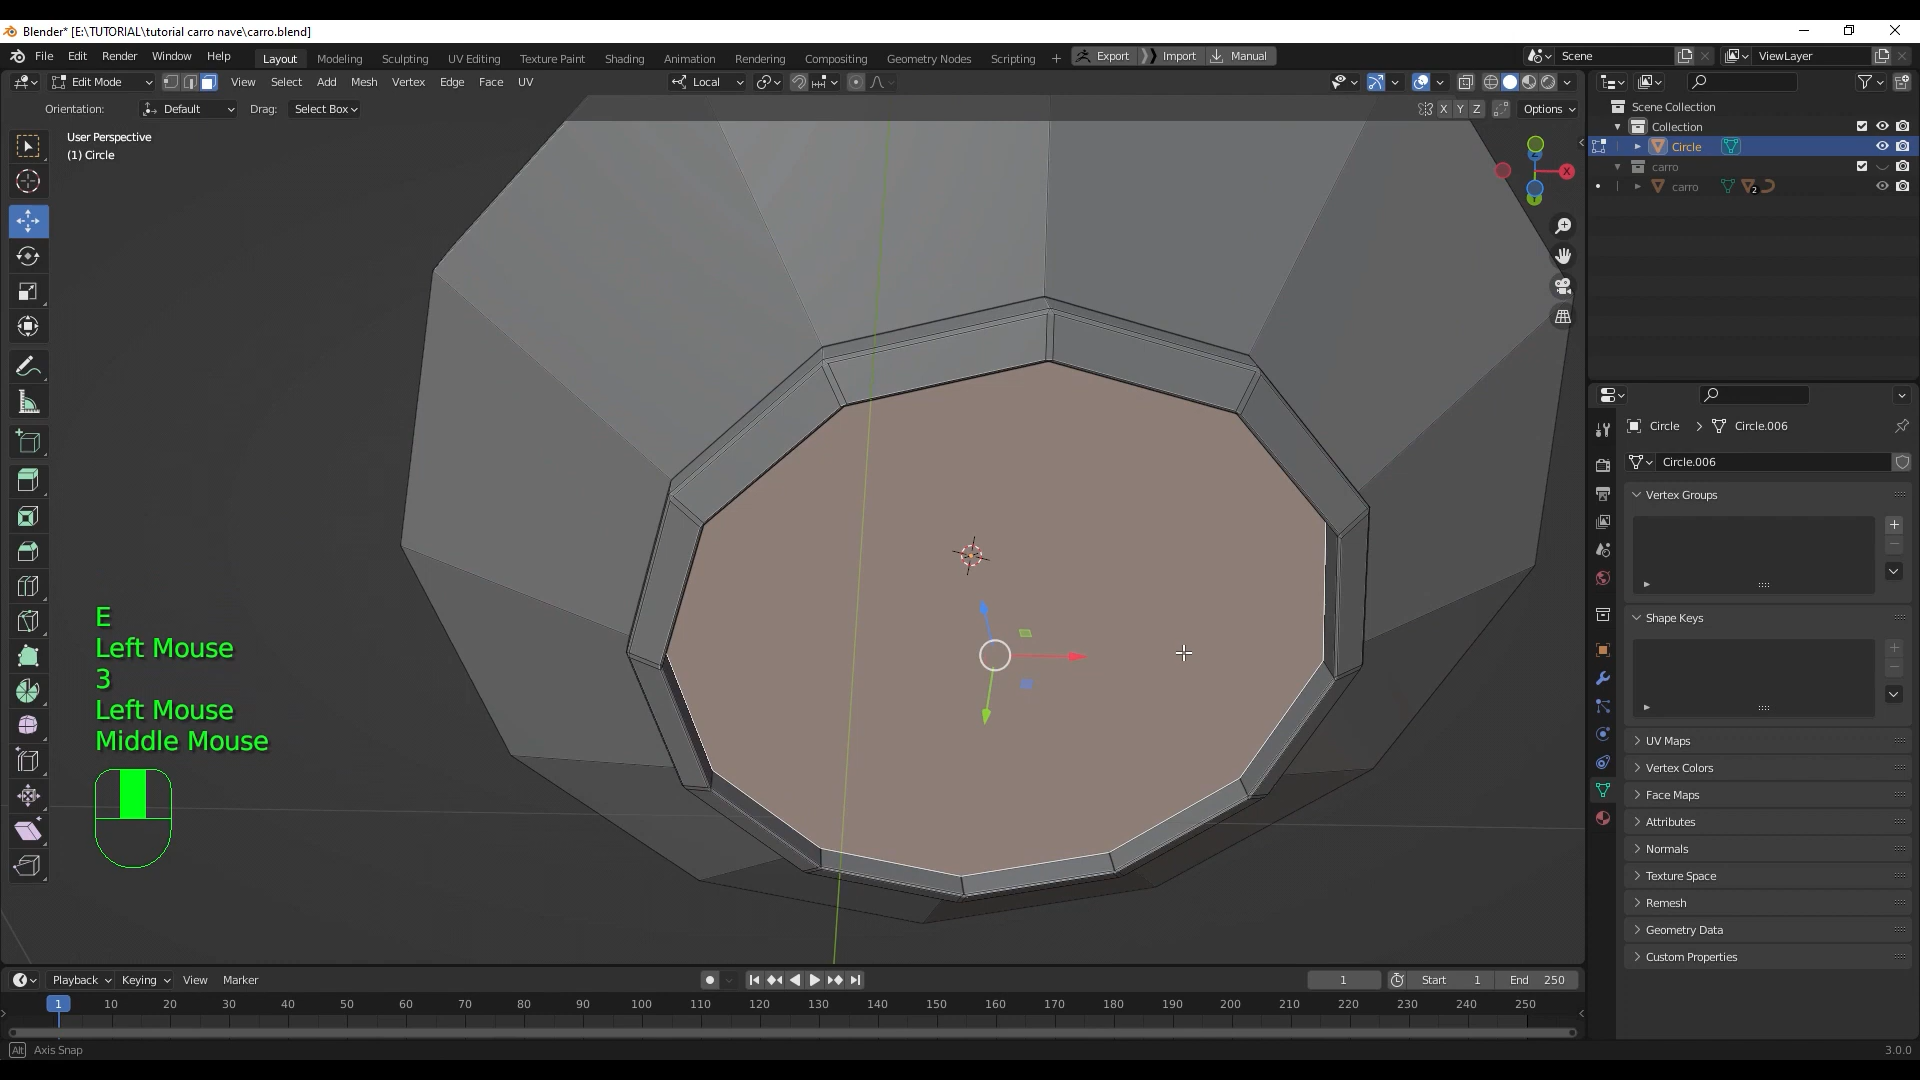 Blender* [E:\TUTORIAL\tutorial carro nave\carro.blend]
File Edit Render Window Help Layout Modeling Sculpting UV Editing Texture Paint Shading Animation Rendering Compositing Geometry Nodes Scripting + Export Import Manual Scene ViewLayer
Edit Mode View Select Add Mesh Vertex Edge Face UV Local
Orientation: Default Drag: Select Box X Y Z Options
User Perspective
(1) Circle
Scene Collection
Collection
Circle
carro
carro 2
X
Y
Z
E
Left Mouse
3
Left Mouse
Middle Mouse
Circle > Circle.006
Circle.006
Vertex Groups
Shape Keys
UV Maps
Vertex Colors
Face Maps
Attributes
Normals
Texture Space
Remesh
Geometry Data
Custom Properties
Playback Keying View Marker 1 Start 1 End 250
1 10 20 30 40 50 60 70 80 90 100 110 120 130 140 150 160 170 180 190 200 210 220 230 240 250
Alt Axis Snap 3.0.0